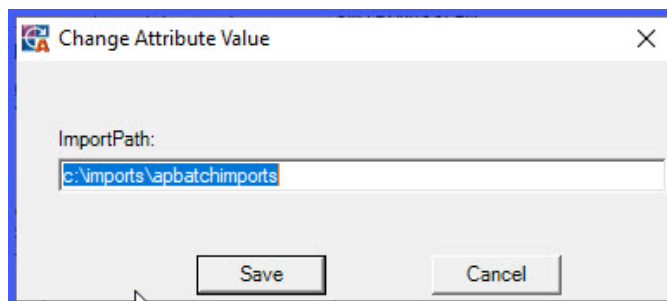 Change Attribute Value
ImportPath:
c:\imports\apbatchimports
Save
Cancel